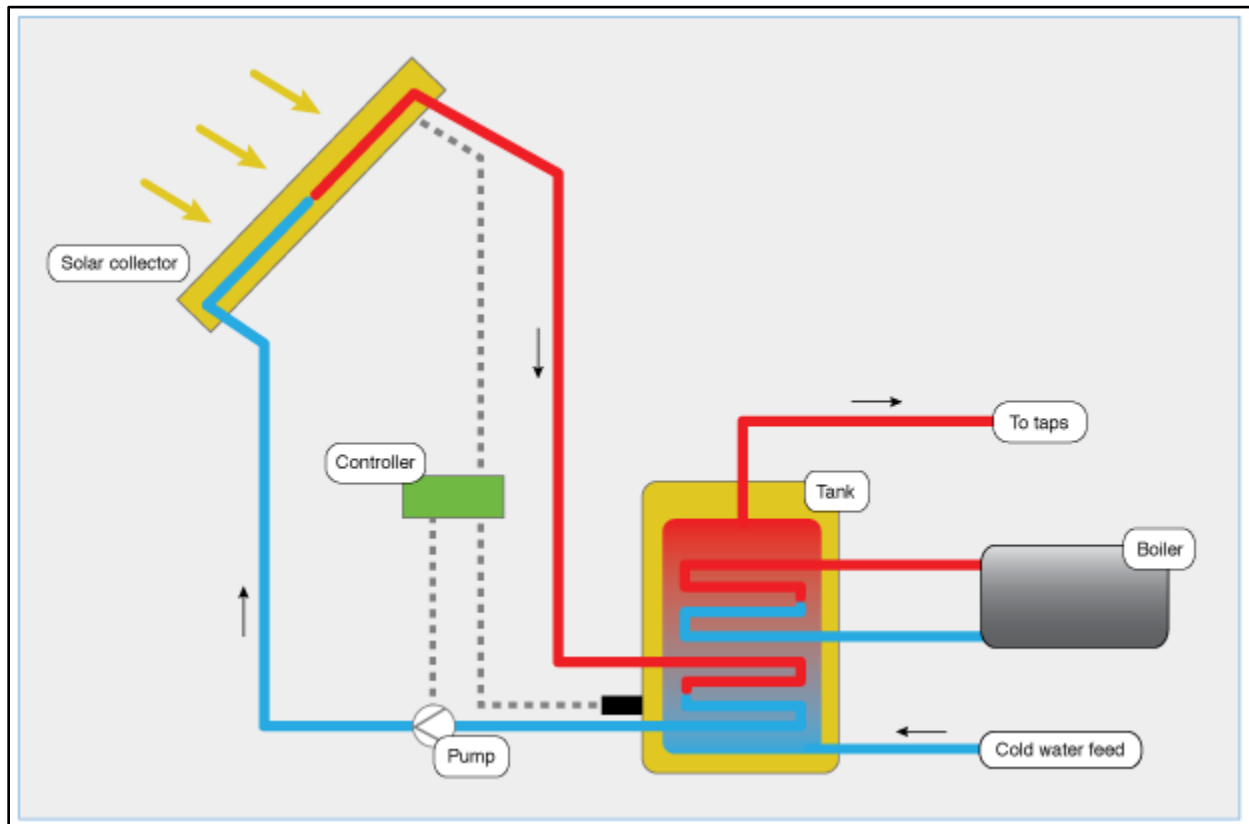 Solar collector
Controller
To taps
Tank
Boiler
Pump
Cold water feed